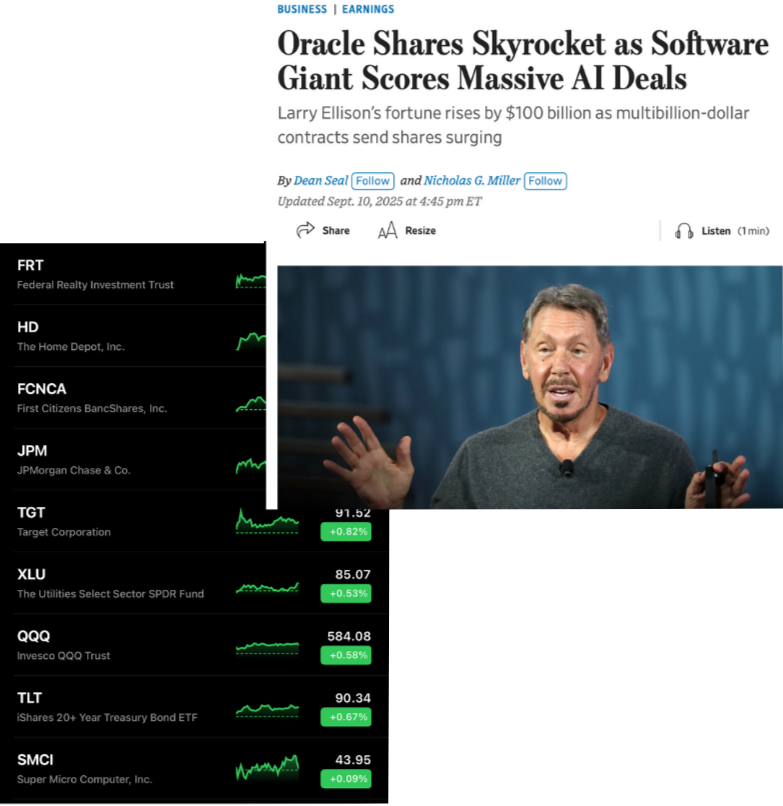 BUSINESS | EARNINGS
Oracle Shares Skyrocket as Software
Giant Scores Massive AI Deals
Larry Ellison’s fortune rises by $100 billion as multibillion-dollar
contracts send shares surging
By Dean Seal Follow and Nicholas G. Miller Follow
Updated Sept. 10, 2025 at 4:45 pm ET
Share AA Resize Listen (1 min)
FRT
Federal Realty Investment Trust
HD
The Home Depot, Inc.
FCNCA
First Citizens BancShares, Inc.
JPM
JPMorgan Chase & Co.
TGT 91.52
Target Corporation +0.82%
XLU 85.07
The Utilities Select Sector SPDR Fund +0.53%
QQQ 584.08
Invesco QQQ Trust +0.58%
TLT 90.34
iShares 20+ Year Treasury Bond ETF +0.67%
SMCI 43.95
Super Micro Computer, Inc. +0.09%